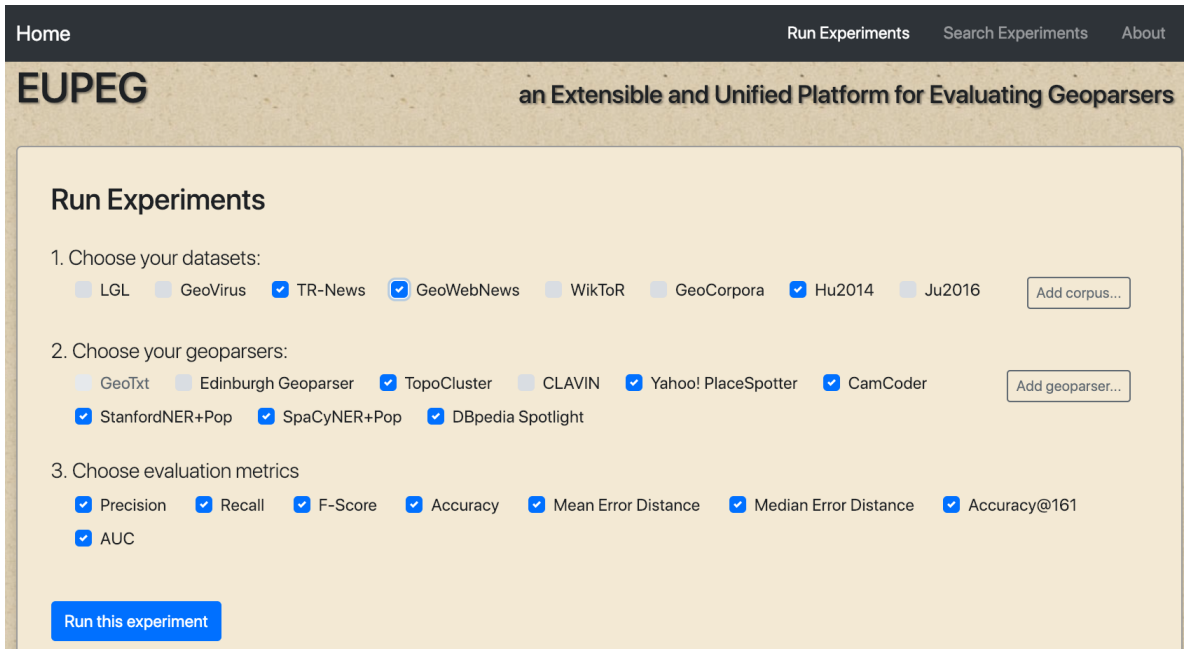 Home Run Experiments Search Experiments About
EUPEG an Extensible and Unified Platform for Evaluating Geoparsers
Run Experiments
1. Choose your datasets:
LGL GeoVirus TR-News GeoWebNews WikToR GeoCorpora Hu2014 Ju2016 Add corpus...
2. Choose your geoparsers:
GeoTxt Edinburgh Geoparser TopoCluster CLAVIN Yahoo! PlaceSpotter CamCoder Add geoparser...
StanfordNER+Pop SpaCyNER+Pop DBpedia Spotlight
3. Choose evaluation metrics
Precision Recall F-Score Accuracy Mean Error Distance Median Error Distance Accuracy@161
AUC
Run this experiment